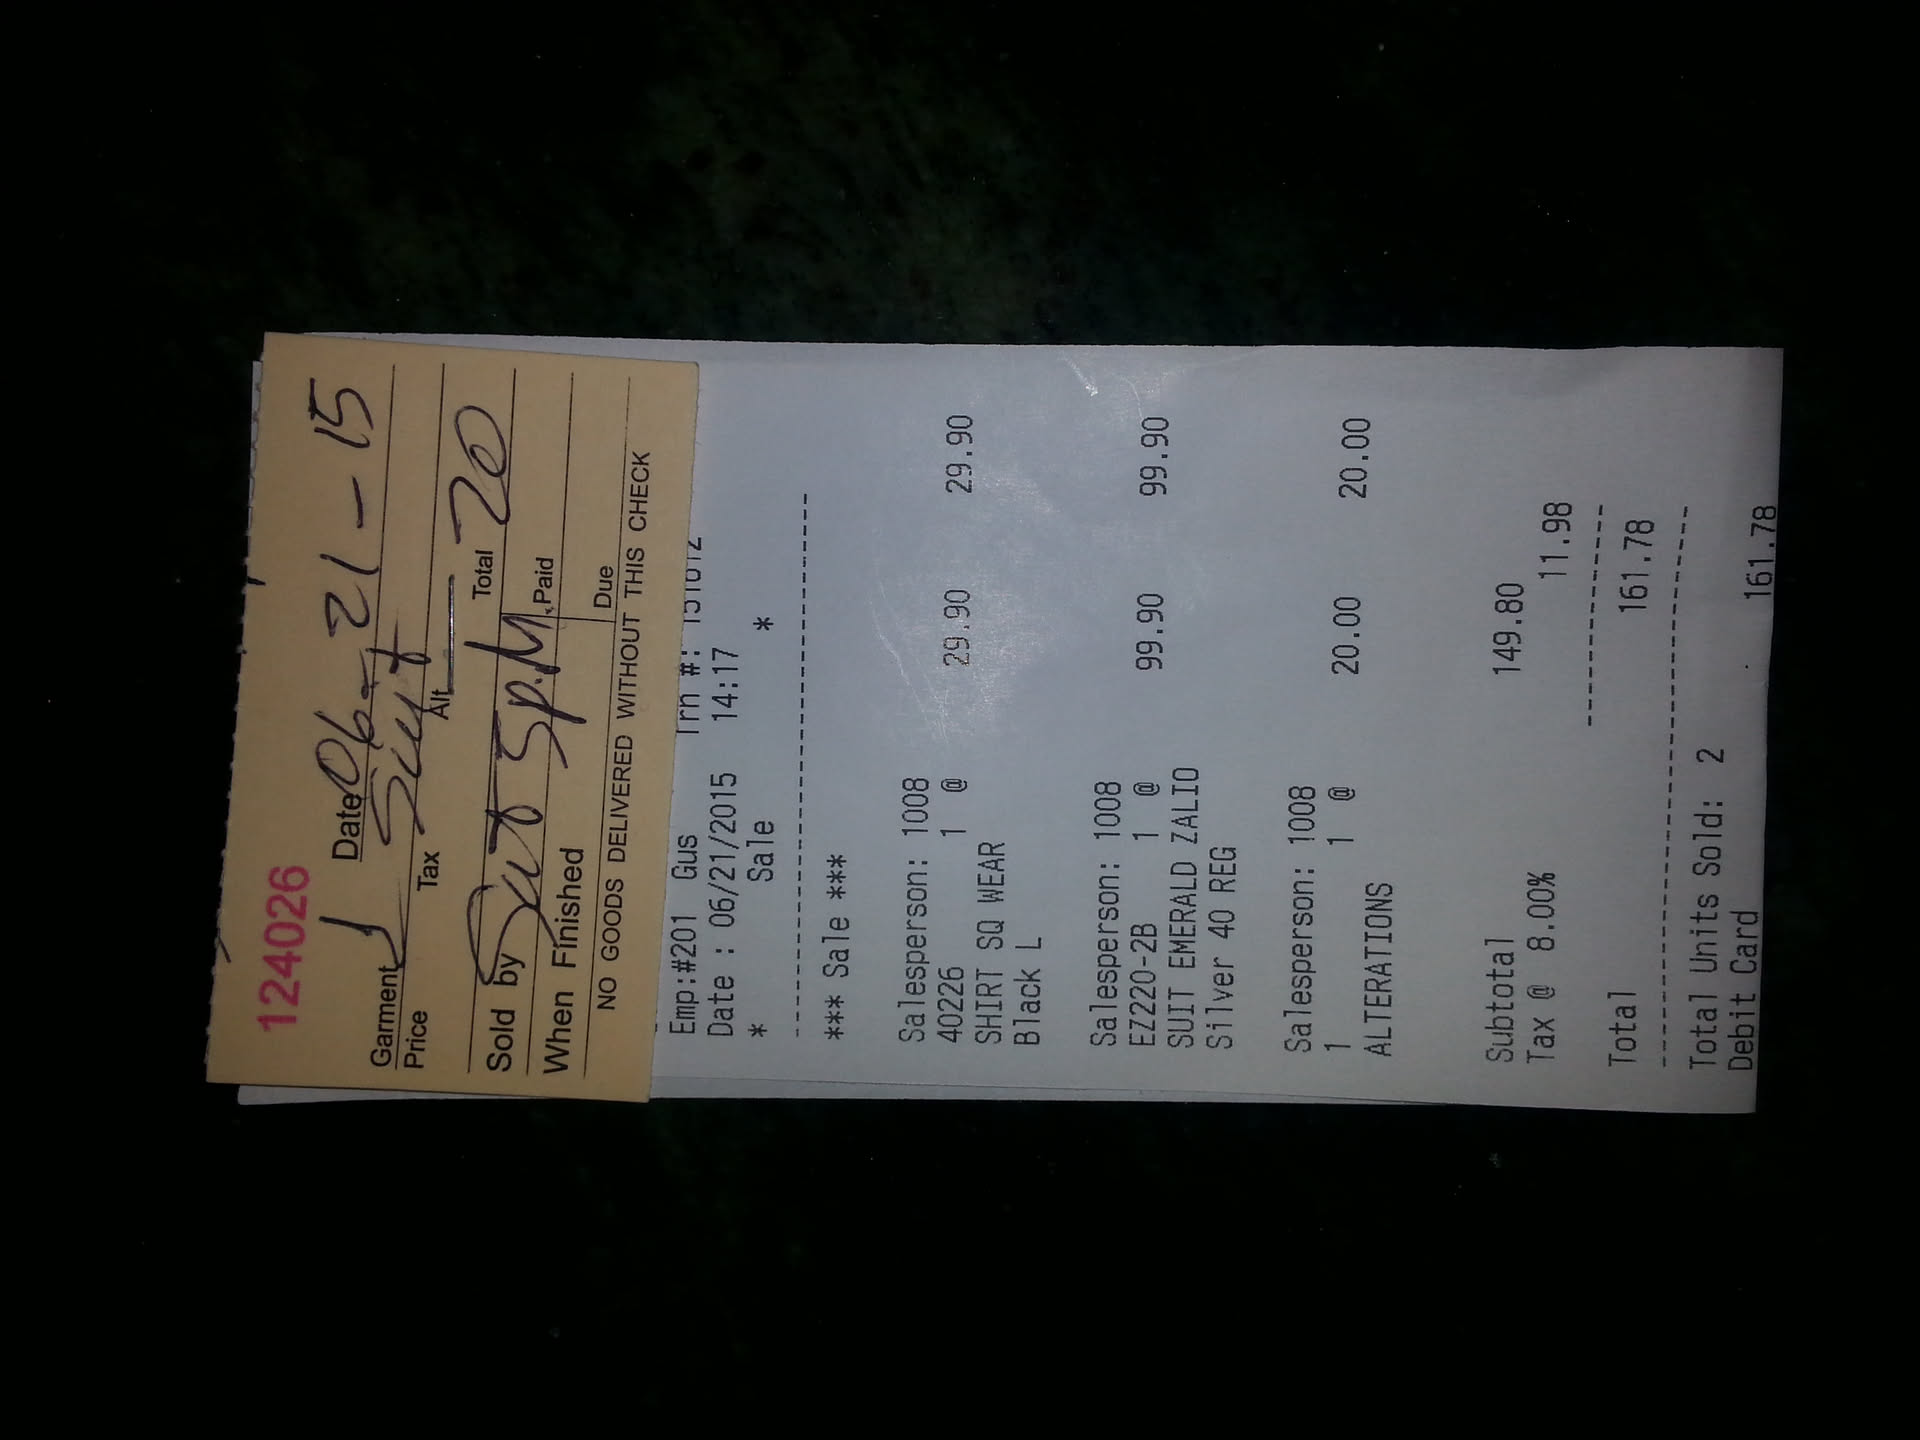 124026
Date 06-21-15
Garment 1 Suit
Price Tax Alt
Total 20
Sold by Sat 5 p.M.
Paid
When Finished
Due
NO GOODS DELIVERED WITHOUT THIS CHECK
Emp:#201 Gus Trn #:
Date : 06/21/2015 14:17
* Sale *
*** Sale ***
Salesperson: 1008
40226 1 @ 29.90 29.90
SHIRT SQ WEAR
Black L
Salesperson: 1008
EZ220-2B 1 @ 99.90 99.90
SUIT EMERALD ZALIO
Silver 40 REG
Salesperson: 1008
1 1 @ 20.00 20.00
ALTERATIONS
Subtotal 149.80
Tax @ 8.00% 11.98
Total 161.78
Total Units Sold: 2
Debit Card 161.78